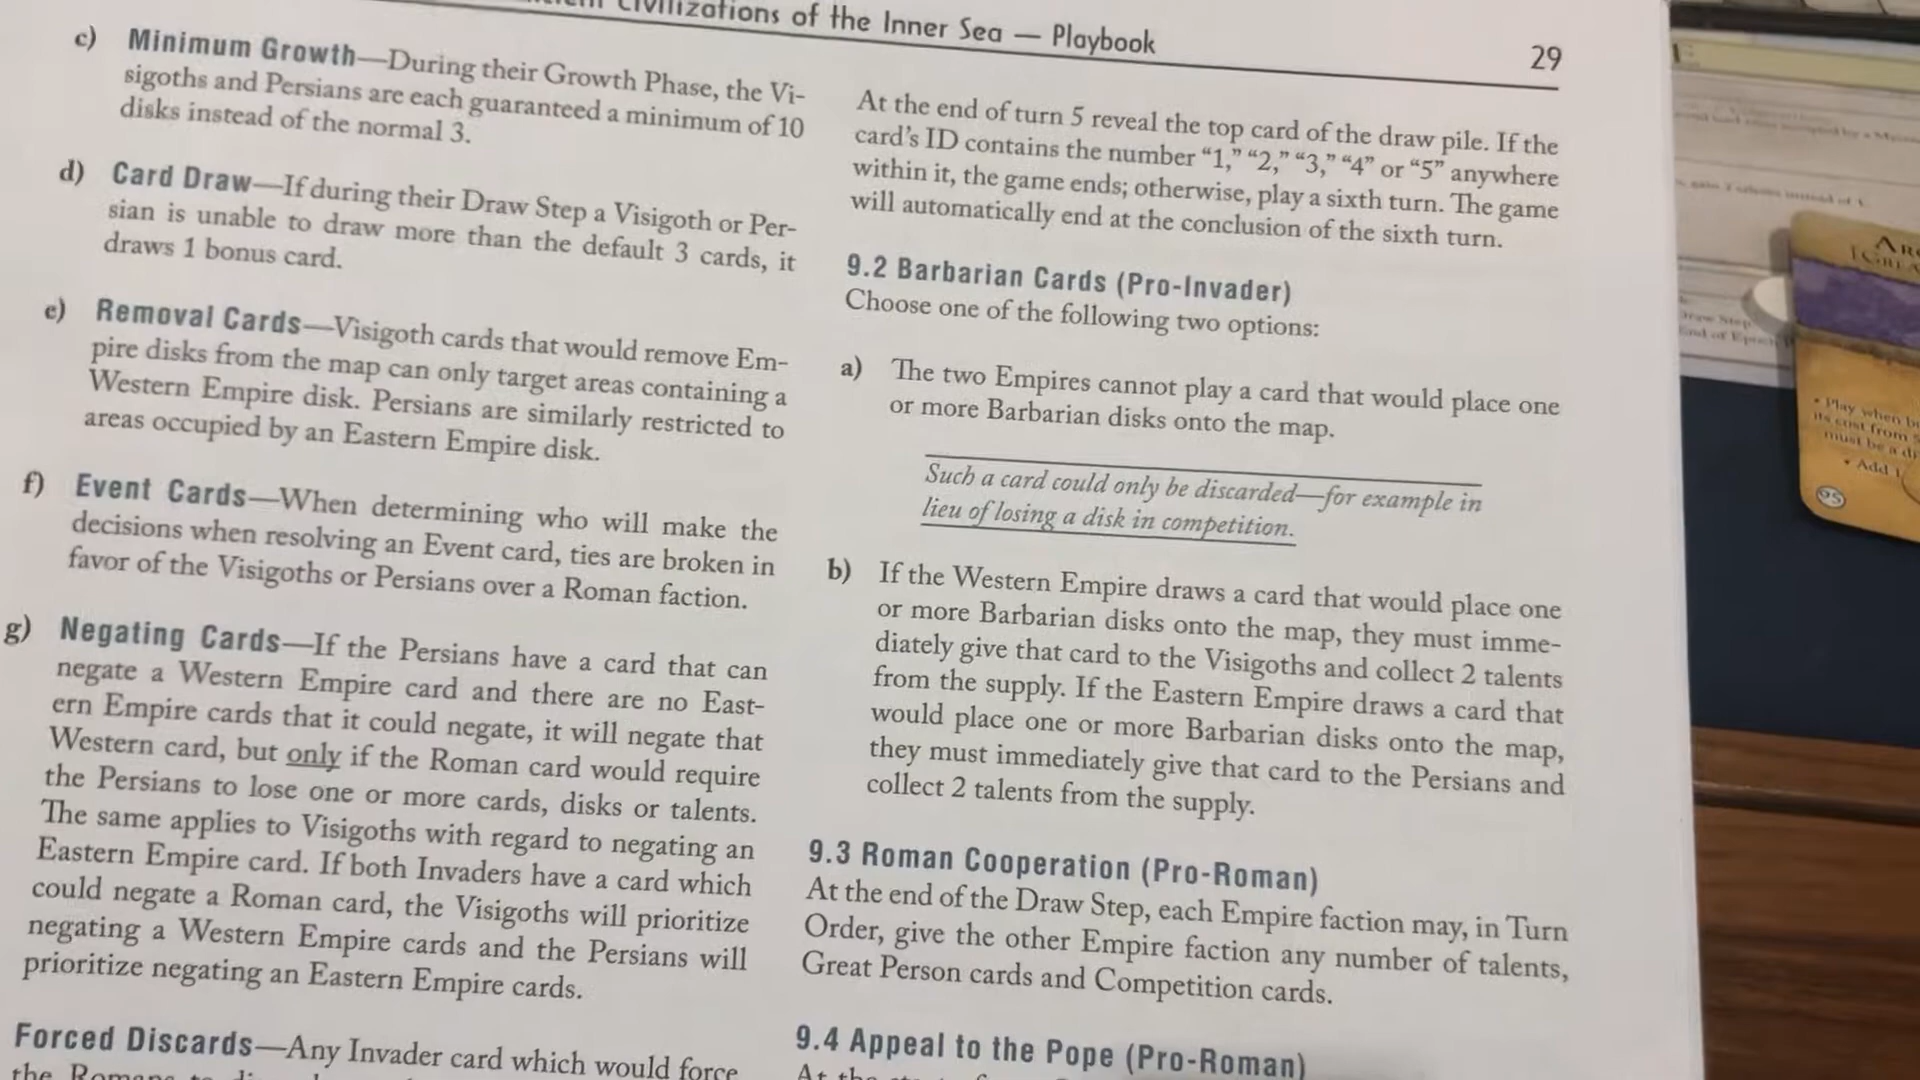 Civilizations of the Inner Sea — Playbook
29
c) Minimum Growth—During their Growth Phase, the Vi-
sigoths and Persians are each guaranteed a minimum of 10
disks instead of the normal 3.
d) Card Draw—If during their Draw Step a Visigoth or Per-
sian is unable to draw more than the default 3 cards, it
draws 1 bonus card.
e) Removal Cards—Visigoth cards that would remove Em-
pire disks from the map can only target areas containing a
Western Empire disk. Persians are similarly restricted to
areas occupied by an Eastern Empire disk.
f) Event Cards—When determining who will make the
decisions when resolving an Event card, ties are broken in
favor of the Visigoths or Persians over a Roman faction.
g) Negating Cards—If the Persians have a card that can
negate a Western Empire card and there are no East-
ern Empire cards that it could negate, it will negate that
Western card, but only if the Roman card would require
the Persians to lose one or more cards, disks or talents.
The same applies to Visigoths with regard to negating an
Eastern Empire card. If both Invaders have a card which
could negate a Roman card, the Visigoths will prioritize
negating a Western Empire cards and the Persians will
prioritize negating an Eastern Empire cards.
Forced Discards—Any Invader card which would force
the
At the end of turn 5 reveal the top card of the draw pile. If the
card's ID contains the number “1,” “2,” “3,” “4” or “5” anywhere
within it, the game ends; otherwise, play a sixth turn. The game
will automatically end at the conclusion of the sixth turn.
9.2 Barbarian Cards (Pro-Invader)
Choose one of the following two options:
a) The two Empires cannot play a card that would place one
or more Barbarian disks onto the map.
Such a card could only be discarded—for example in
lieu of losing a disk in competition.
b) If the Western Empire draws a card that would place one
or more Barbarian disks onto the map, they must imme-
diately give that card to the Visigoths and collect 2 talents
from the supply. If the Eastern Empire draws a card that
would place one or more Barbarian disks onto the map,
they must immediately give that card to the Persians and
collect 2 talents from the supply.
9.3 Roman Cooperation (Pro-Roman)
At the end of the Draw Step, each Empire faction may, in Turn
Order, give the other Empire faction any number of talents,
Great Person cards and Competition cards.
9.4 Appeal to the Pope (Pro-Roman)
• Play when
its cost from
must be a
• Add 1
95